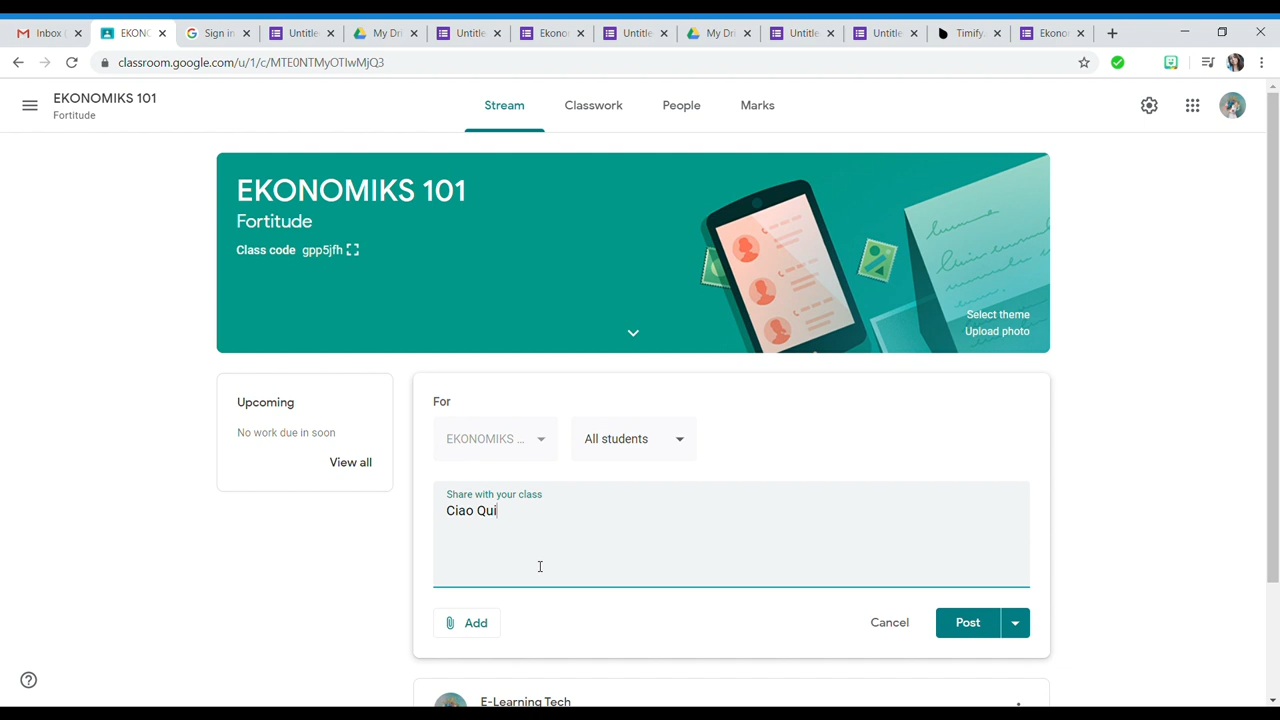 Inbox
EKONO
Sign in
Untitle
My Dri
Untitle
Ekono
Untitle
My Dri
Untitle
Untitle
Timify.
Ekono
classroom.google.com/u/1/c/MTE0NTMyOTIwMjQ3
EKONOMIKS 101
Fortitude
Stream
Classwork
People
Marks
EKONOMIKS 101
Fortitude
Class code gpp5jfh
Select theme
Upload photo
Upcoming
No work due in soon
View all
For
EKONOMIKS ...
All students
Share with your class
Ciao Qui
Add
Cancel
Post
E-Learning Tech